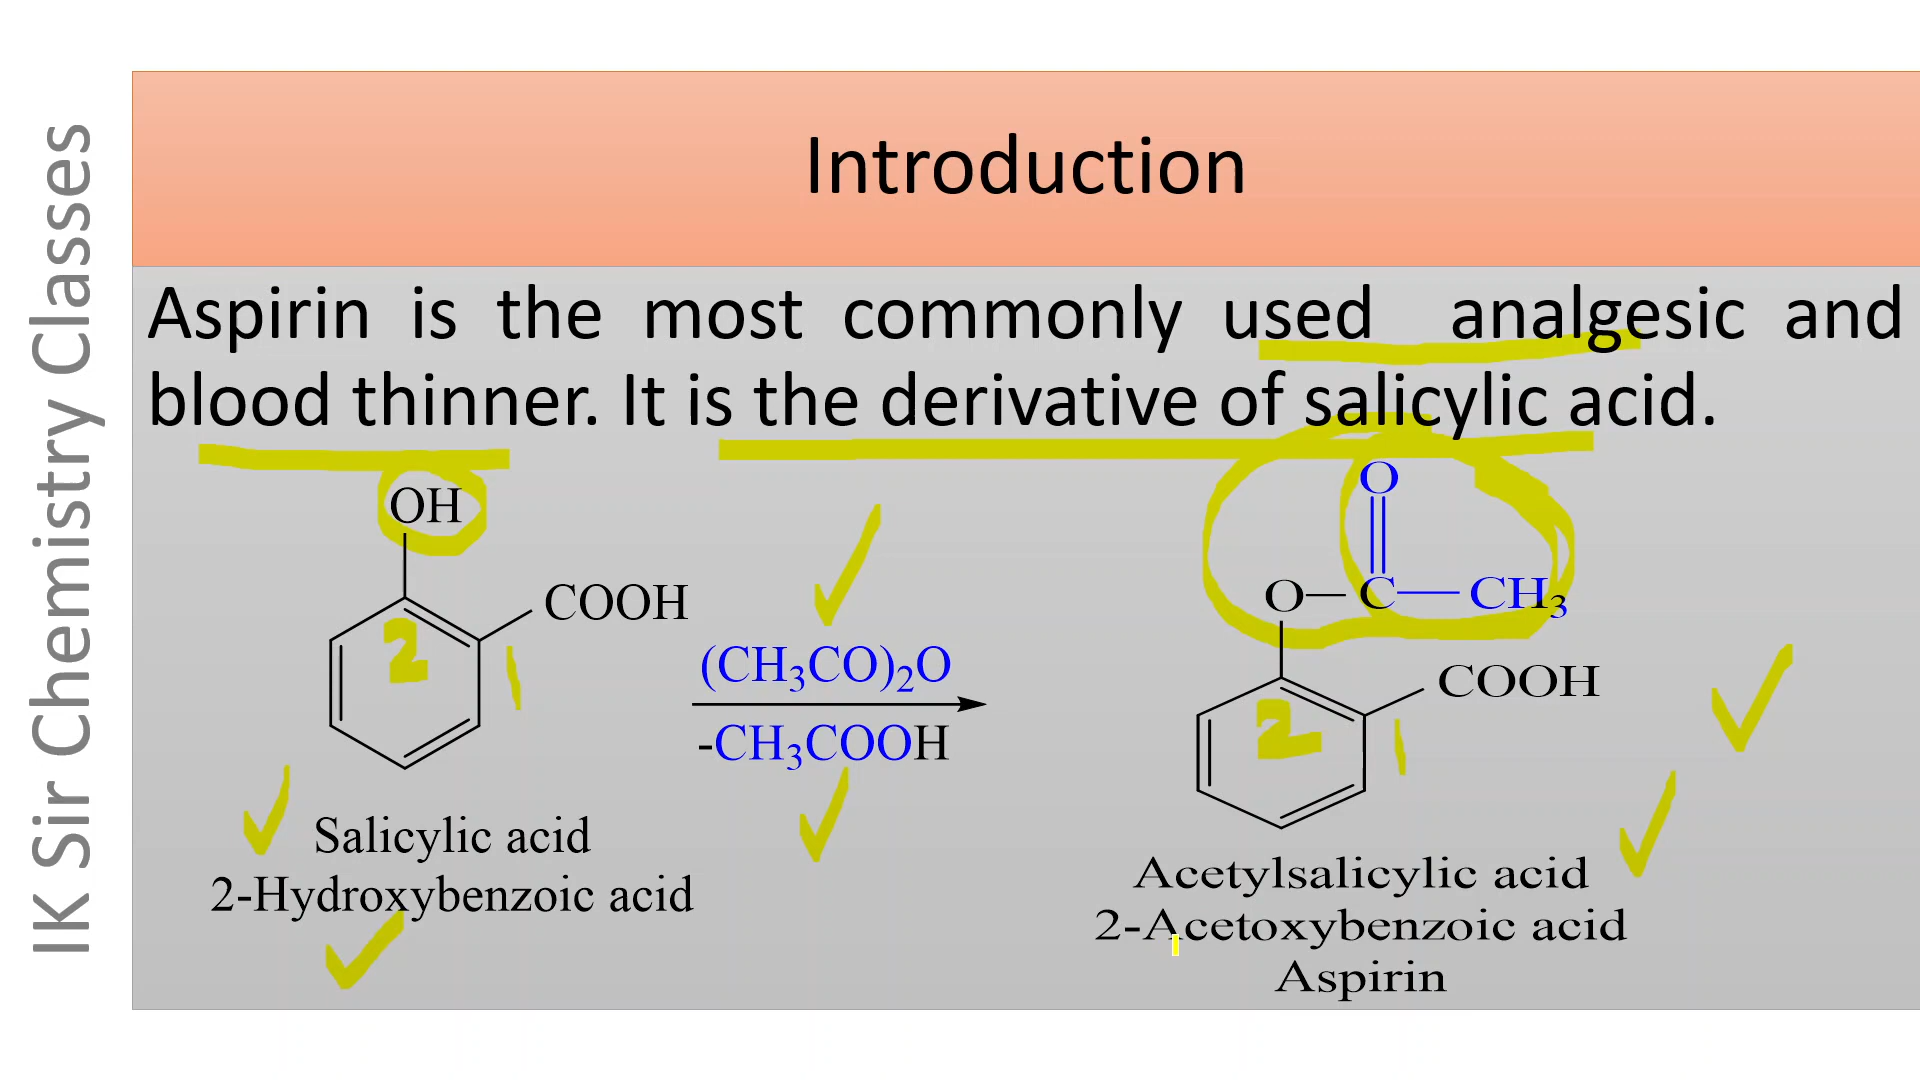 IK Sir Chemistry Classes
Introduction
Aspirin is the most commonly used analgesic and
blood thinner. It is the derivative of salicylic acid.
OH
COOH
2
1
(CH₃CO)₂O
-CH₃COOH
Salicylic acid
2-Hydroxybenzoic acid
O
O—C—CH₃
COOH
2
1
Acetylsalicylic acid
2-Acetoxybenzoic acid
Aspirin